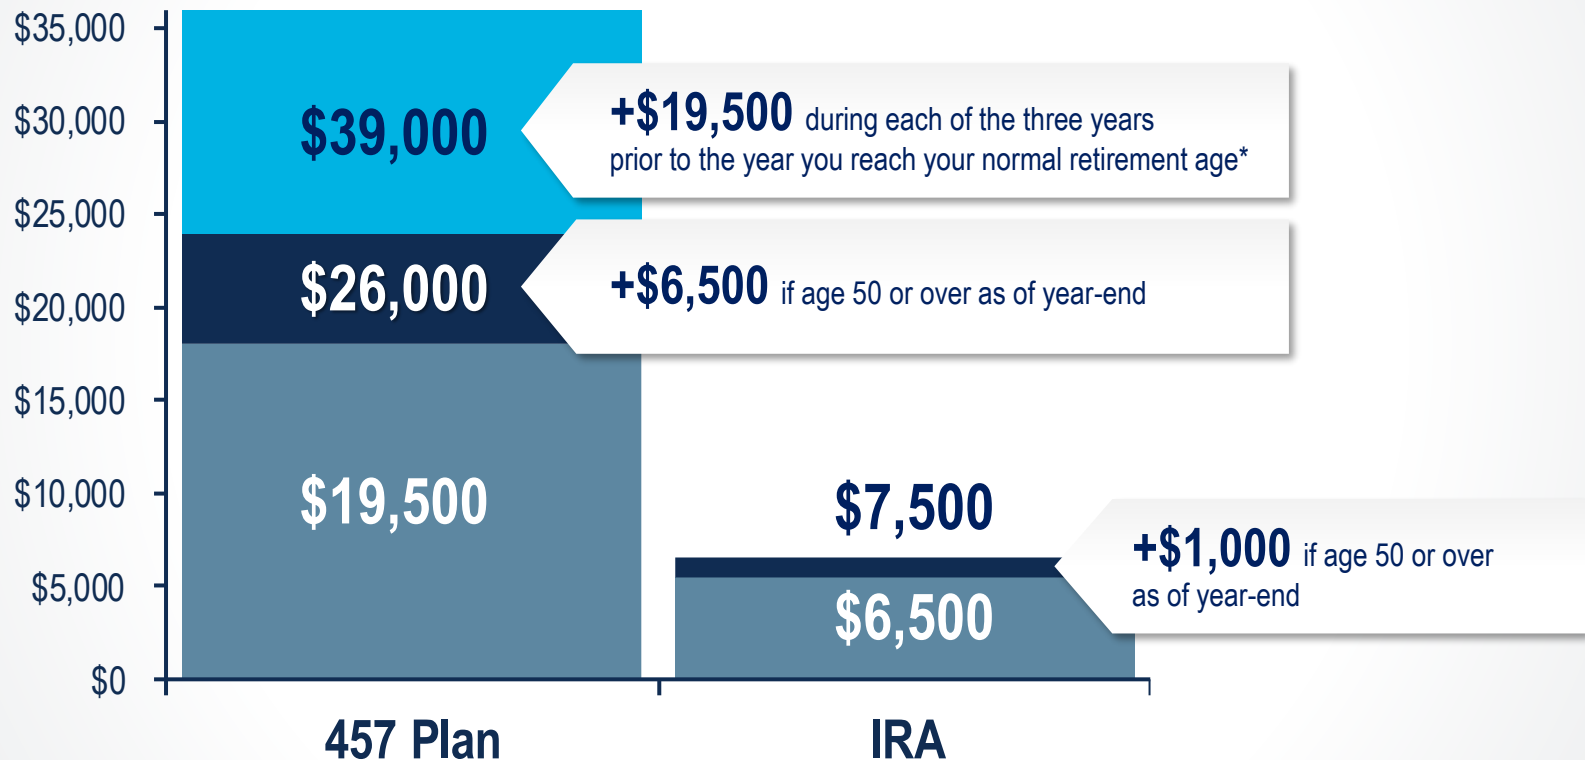 $35,000
$30,000
$25,000
$20,000
$15,000
$10,000
$5,000
$0
$39,000
+$19,500 during each of the three years
prior to the year you reach your normal retirement age*
$26,000
+$6,500 if age 50 or over as of year-end
$19,500
$7,500
+$1,000 if age 50 or over
as of year-end
$6,500
457 Plan
IRA